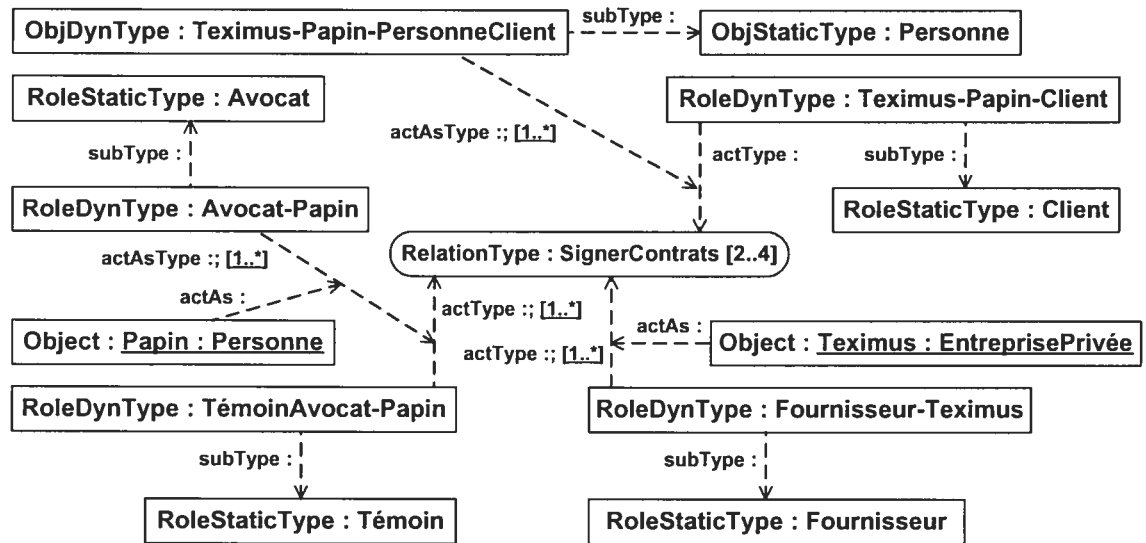 ObjDynType : Teximus-Papin-PersonneClient
subType :
ObjStaticType : Personne
RoleStaticType : Avocat
RoleDynType : Teximus-Papin-Client
actAsType :; [1..*]
actType :
subType :
subType :
RoleDynType : Avocat-Papin
RoleStaticType : Client
actAsType :; [1..*]
RelationType : SignerContrats [2..4]
actAs :
actType :; [1..*]
actAs :
Object : Papin : Personne
Object : Teximus : EntreprisePrivée
actType :; [1..*]
RoleDynType : TémoinAvocat-Papin
RoleDynType : Fournisseur-Teximus
subType :
subType :
RoleStaticType : Témoin
RoleStaticType : Fournisseur